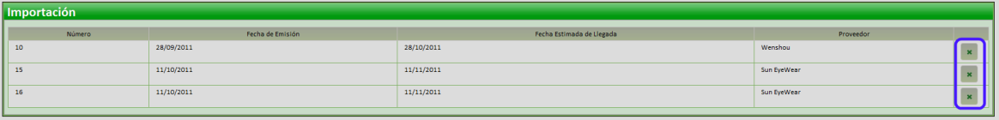 Importación
Número Fecha de Emisión Fecha Estimada de Llegada Proveedor
10 28/09/2011 28/10/2011 Wenshou
15 11/10/2011 11/11/2011 Sun EyeWear
16 11/10/2011 11/11/2011 Sun EyeWear